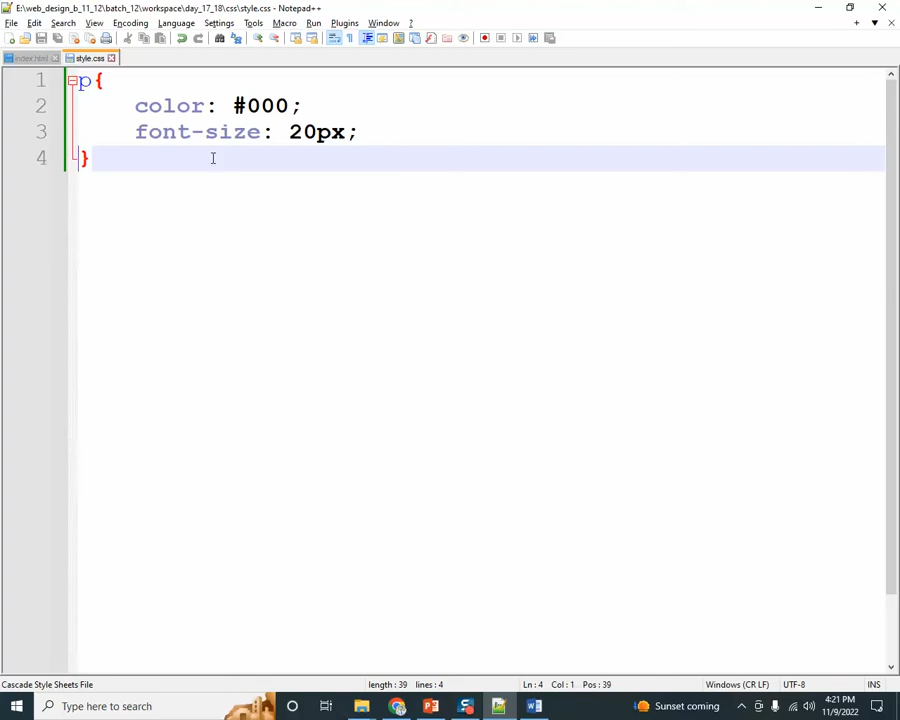 E:\web_design_b_11_12\batch_12\workspace\day_17_18\css\style.css - Notepad++
File Edit Search View Encoding Language Settings Tools Macro Run Plugins Window ?
index.html style.css
1 p{
2 color: #000;
3 font-size: 20px;
4 }
Cascade Style Sheets File length : 39 lines : 4 Ln : 4 Col : 1 Pos : 39 Windows (CR LF) UTF-8 INS
Type here to search Sunset coming 4:21 PM
11/9/2022